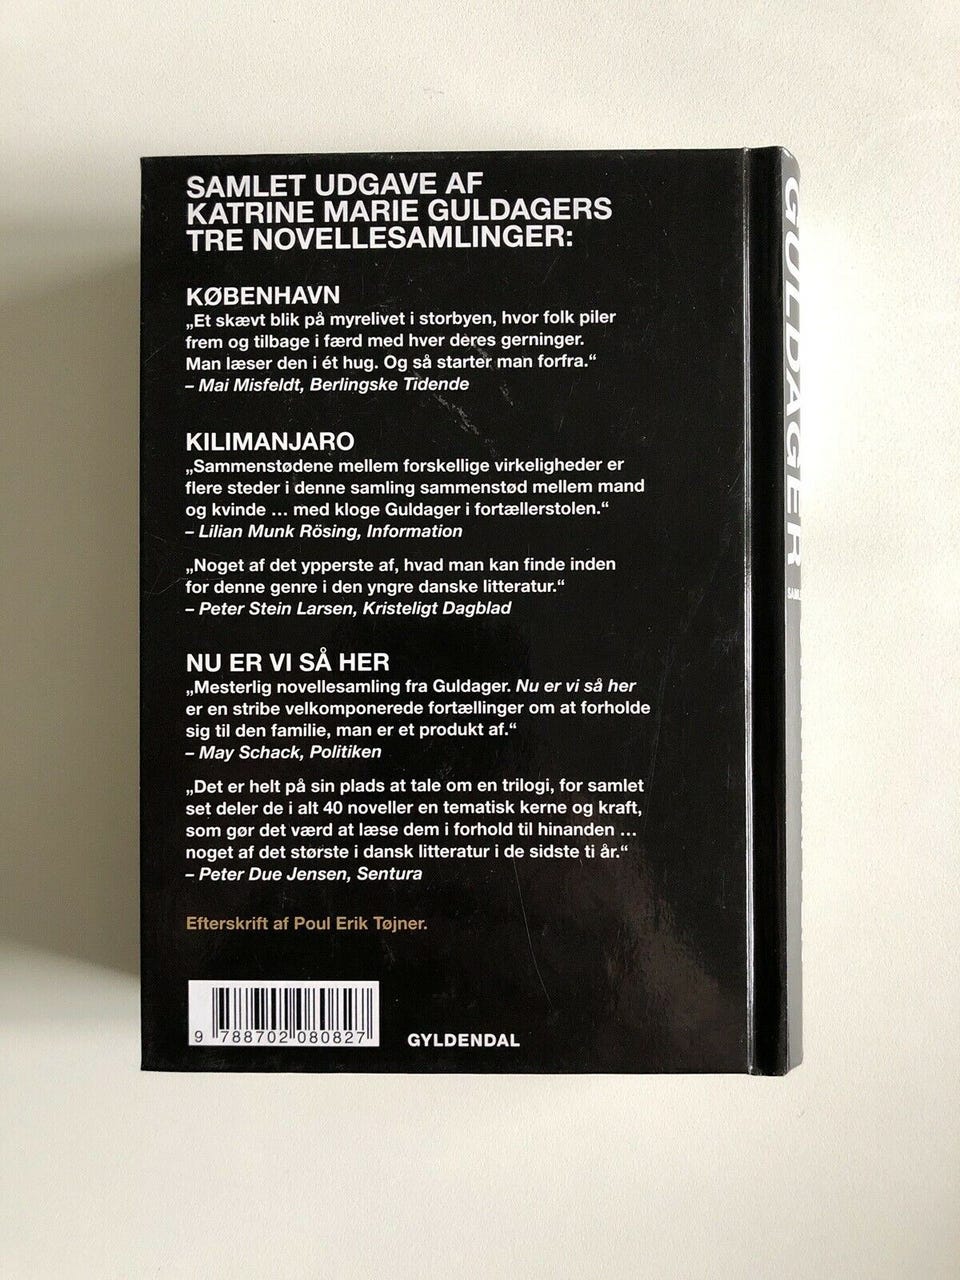 SAMLET UDGAVE AF
KATRINE MARIE GULDAGERS
TRE NOVELLESAMLINGER:
KØBENHAVN
„Et skævt blik på myrelivet i storbyen, hvor folk piler
frem og tilbage i færd med hver deres gerninger.
Man læser den i ét hug. Og så starter man forfra.“
– Mai Misfeldt, Berlingske Tidende
KILIMANJARO
„Sammenstødene mellem forskellige virkeligheder er
flere steder i denne samling sammenstød mellem mand
og kvinde … med kloge Guldager i fortællerstolen.“
– Lilian Munk Rösing, Information
„Noget af det ypperste af, hvad man kan finde inden
for denne genre i den yngre danske litteratur.“
– Peter Stein Larsen, Kristeligt Dagblad
NU ER VI SÅ HER
„Mesterlig novellesamling fra Guldager. Nu er vi så her
er en stribe velkomponerede fortællinger om at forholde
sig til den familie, man er et produkt af.“
– May Schack, Politiken
„Det er helt på sin plads at tale om en trilogi, for samlet
set deler de i alt 40 noveller en tematisk kerne og kraft,
som gør det værd at læse dem i forhold til hinanden …
noget af det største i dansk litteratur i de sidste ti år.“
– Peter Due Jensen, Sentura
Efterskrift af Poul Erik Tøjner.
9 788702 080827
GYLDENDAL
GULDAGER